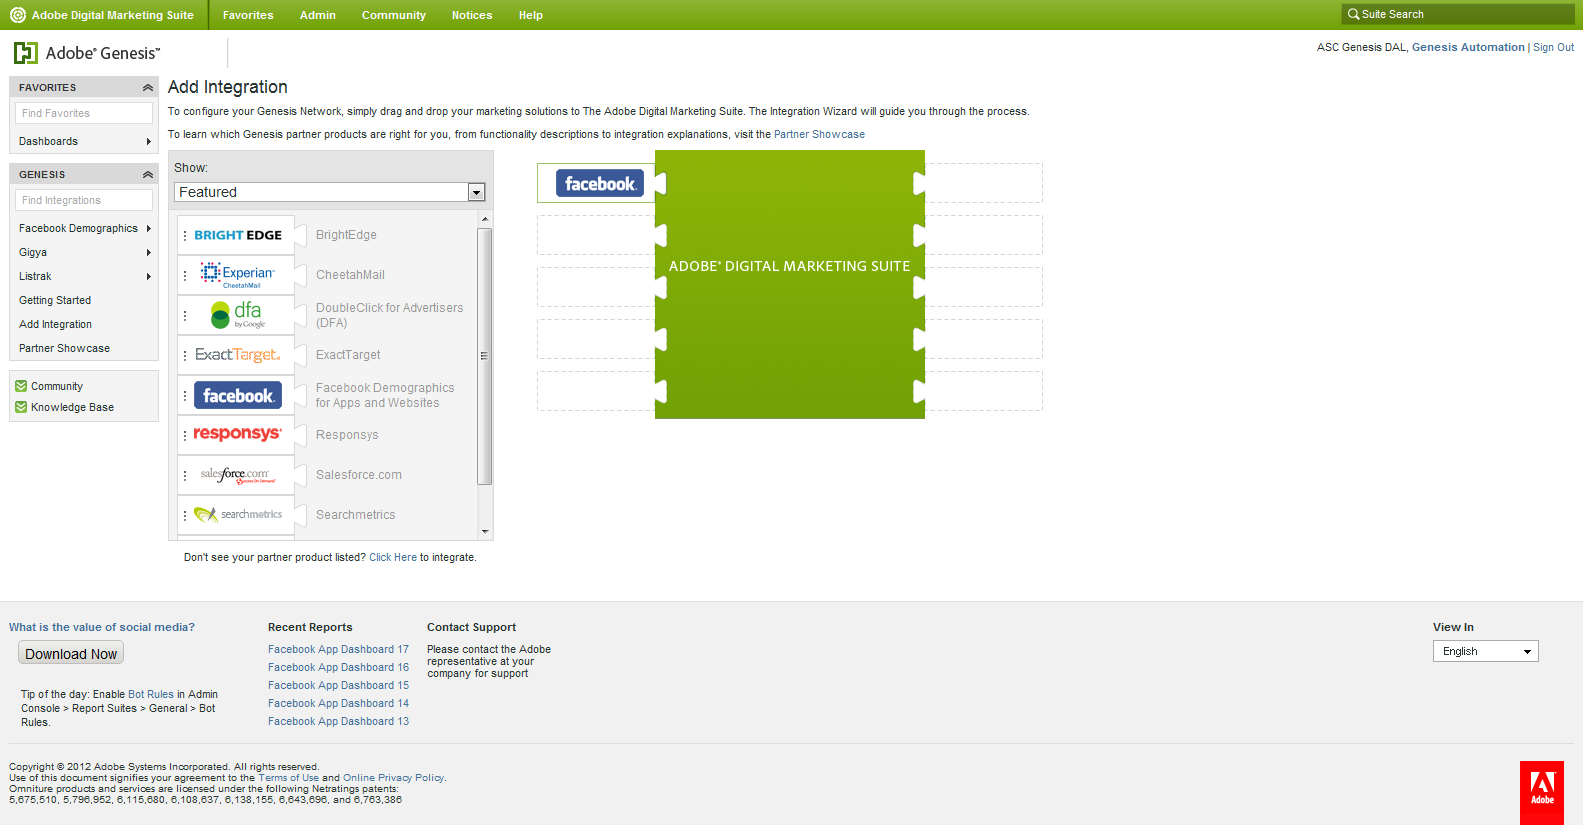 Adobe Digital Marketing Suite
Favorites
Admin
Community
Notices
Help
Suite Search
Adobe® Genesis™
ASC Genesis DAL, Genesis Automation | Sign Out
FAVORITES
Find Favorites
Dashboards
GENESIS
Find Integrations
Facebook Demographics
Gigya
Listrak
Getting Started
Add Integration
Partner Showcase
Community
Knowledge Base
Add Integration
To configure your Genesis Network, simply drag and drop your marketing solutions to The Adobe Digital Marketing Suite. The Integration Wizard will guide you through the process.
To learn which Genesis partner products are right for you, from functionality descriptions to integration explanations, visit the Partner Showcase
Show:
Featured
BRIGHT EDGE
BrightEdge
Experian™
CheetahMail
CheetahMail
dfa
by Google
DoubleClick for Advertisers
(DFA)
ExactTarget.
ExactTarget
facebook.
Facebook Demographics
for Apps and Websites
responsys
Responsys
salesforce.com
Success On Demand
Salesforce.com
searchmetrics
Searchmetrics
Don't see your partner product listed? Click Here to integrate.
facebook.
ADOBE® DIGITAL MARKETING SUITE
What is the value of social media?
Download Now
Tip of the day: Enable Bot Rules in Admin
Console > Report Suites > General > Bot
Rules.
Recent Reports
Facebook App Dashboard 17
Facebook App Dashboard 16
Facebook App Dashboard 15
Facebook App Dashboard 14
Facebook App Dashboard 13
Contact Support
Please contact the Adobe
representative at your
company for support
View In
English
Copyright © 2012 Adobe Systems Incorporated. All rights reserved.
Use of this document signifies your agreement to the Terms of Use and Online Privacy Policy.
Omniture products and services are licensed under the following Netratings patents:
5,675,510, 5,796,952, 6,115,680, 6,108,637, 6,138,155, 6,643,696, and 6,763,386
Adobe